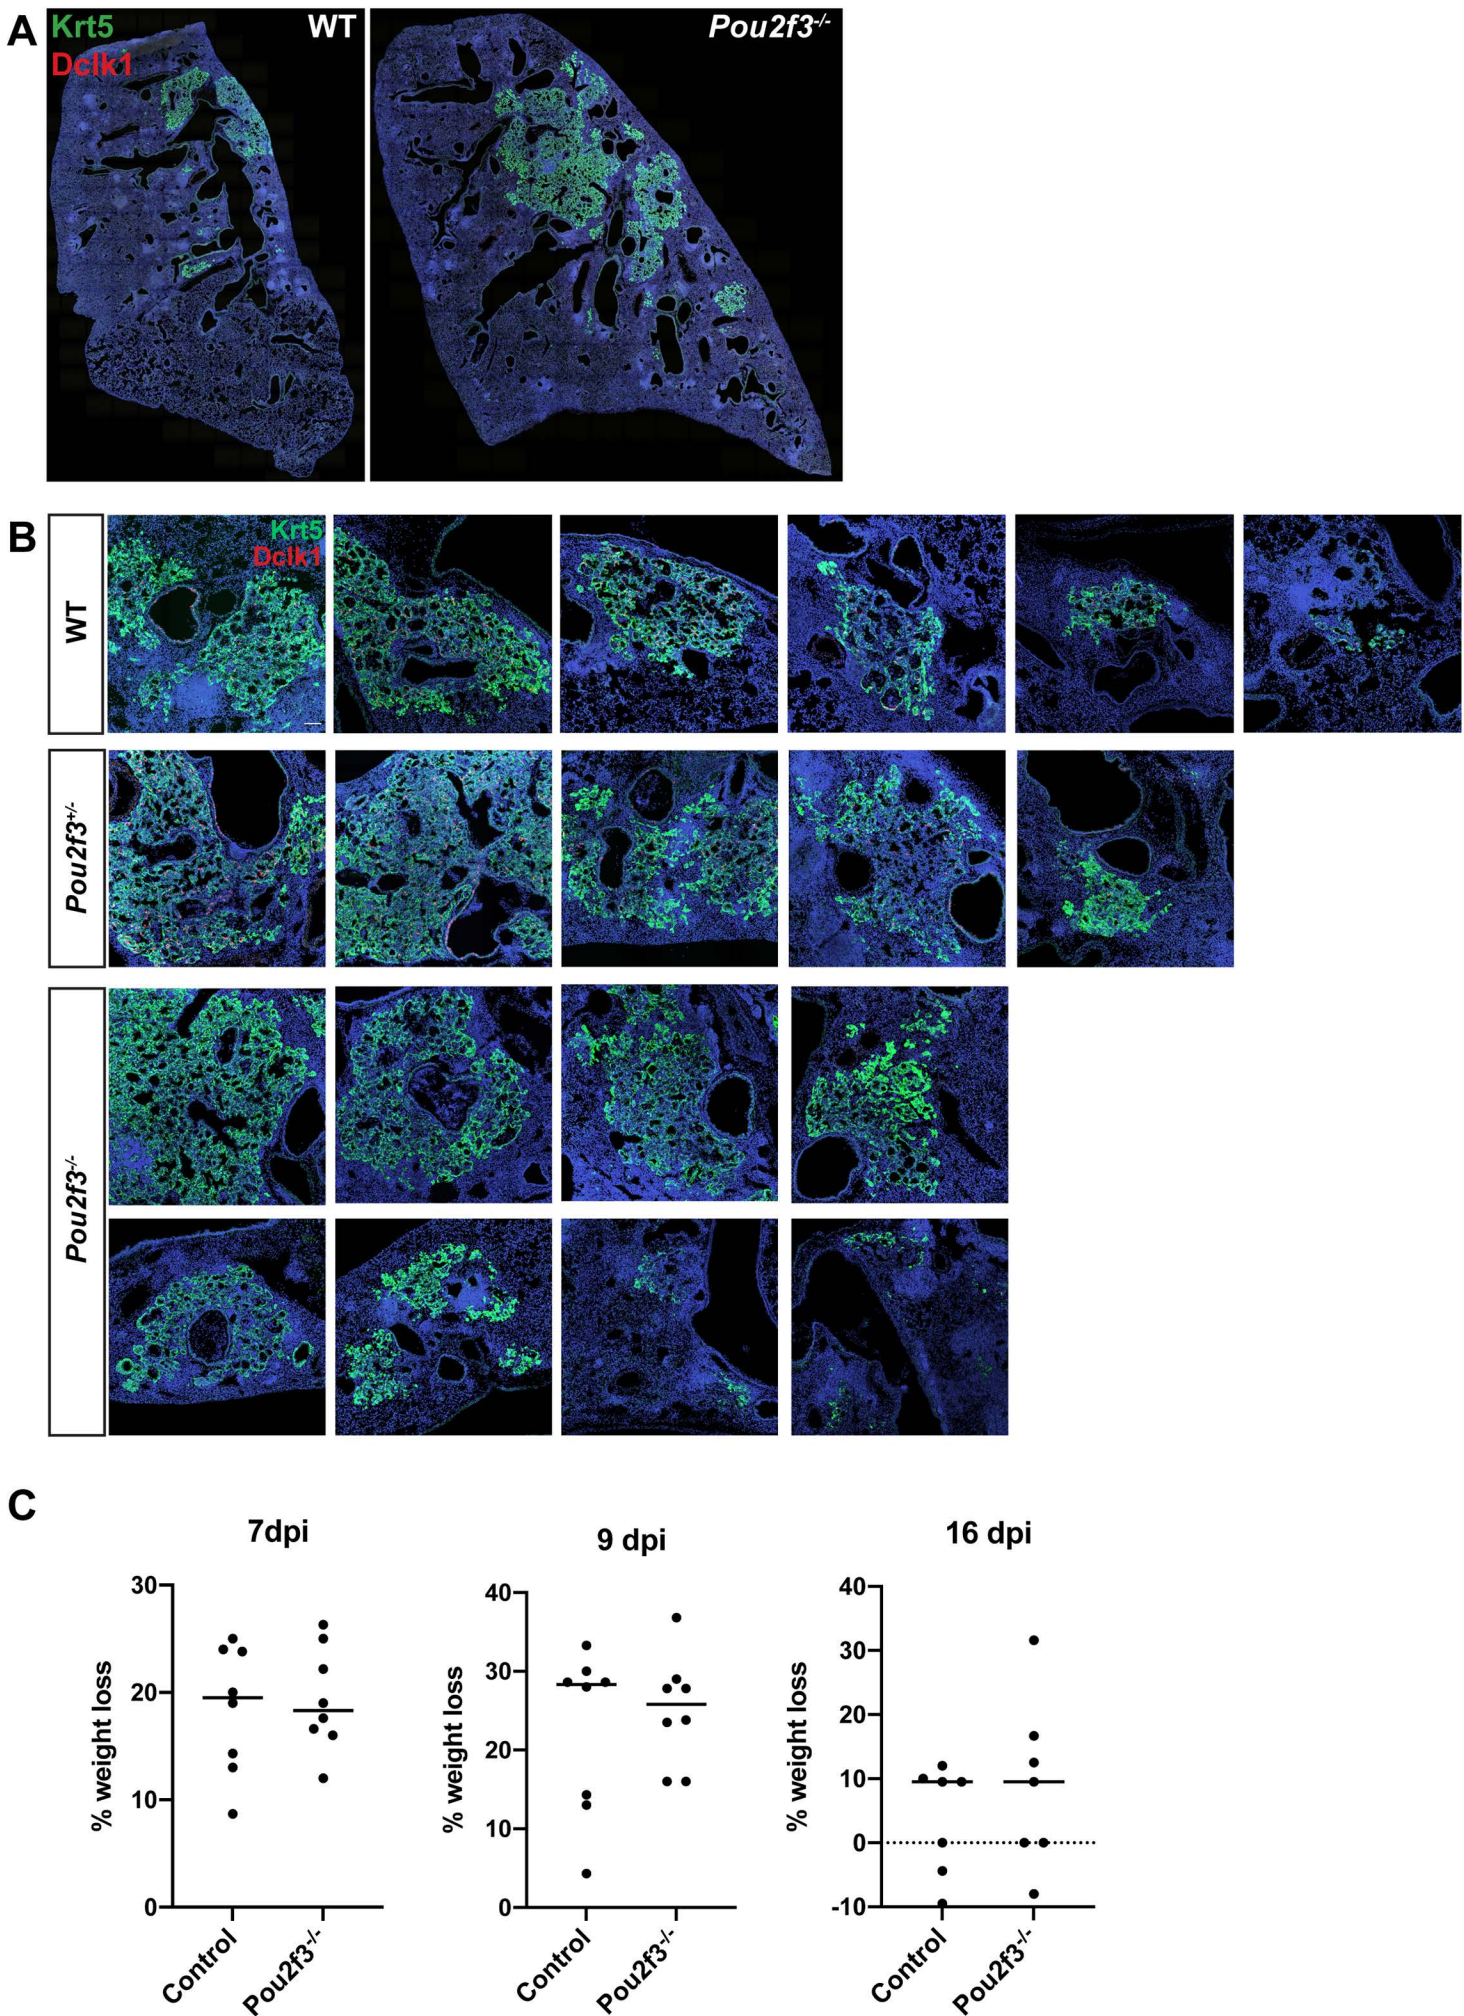 A
Krt5
Dclk1
WT
Pou2f3-/-
B
WT
Krt5
Dclk1
Pou2f3+/-
Pou2f3-/-
C
7dpi
% weight loss
30
20
10
0
Control
Pou2f3-/-
9 dpi
% weight loss
40
30
20
10
0
Control
Pou2f3-/-
16 dpi
% weight loss
40
30
20
10
0
-10
Control
Pou2f3-/-